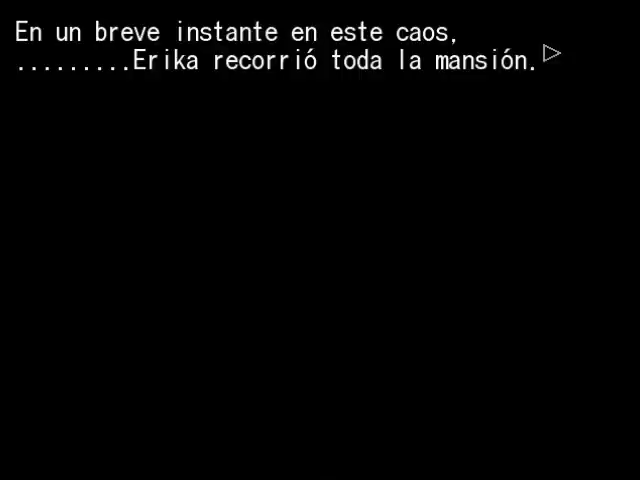 En un breve instante en este caos,
.........Erika recorrió toda la mansión.